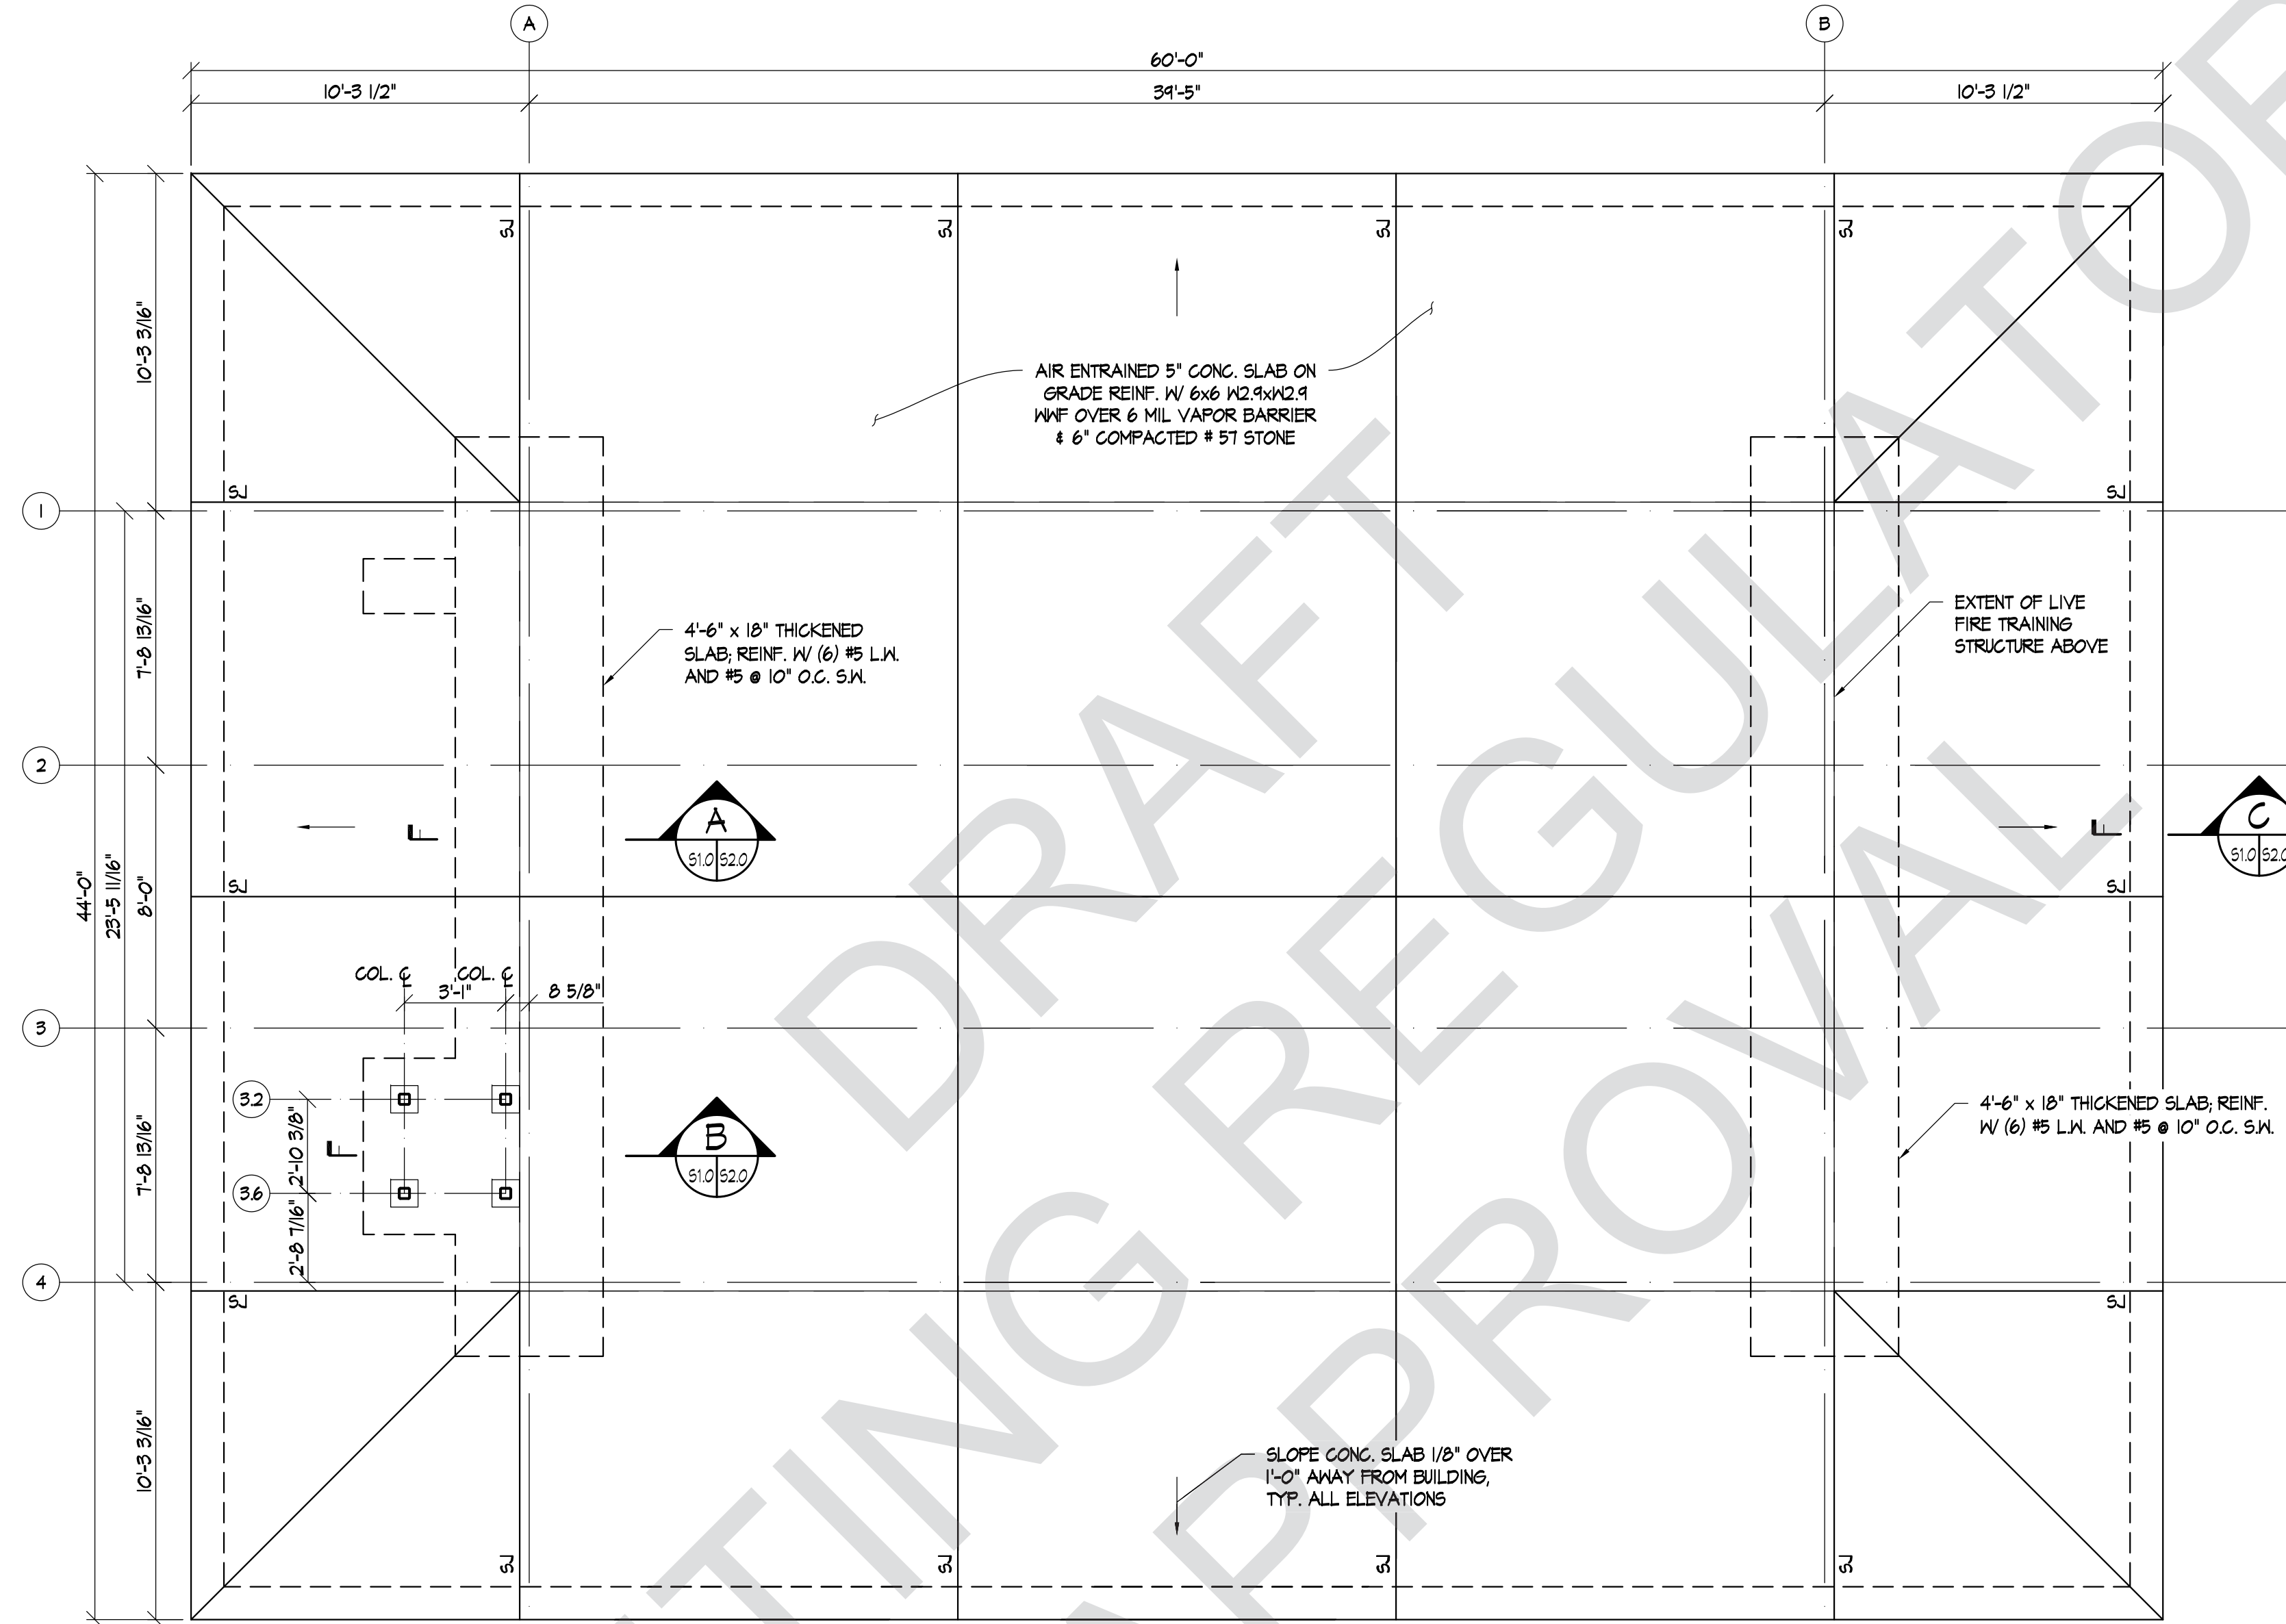 A
B
60'-0"
10'-3 1/2"
39'-5"
10'-3 1/2"
SJ
SJ
SJ
SJ
10'-3 3/16"
AIR ENTRAINED 5" CONC. SLAB ON
GRADE REINF. W/ 6x6 W2.9xW2.9
WWF OVER 6 MIL VAPOR BARRIER
& 6" COMPACTED # 57 STONE
SJ
SJ
1
7'-8 13/16"
4'-6" x 18" THICKENED
SLAB; REINF. W/ (6) #5 L.W.
AND #5 @ 10" O.C. S.W.
EXTENT OF LIVE
FIRE TRAINING
STRUCTURE ABOVE
2
A
S1.0 S2.0
C
S1.0 S2.0
44'-0"
23'-5 11/16"
8'-0"
SJ
SJ
COL. ℄
COL. ℄
3'-1"
8 5/8"
3
3.2
2'-10 3/8"
7'-8 13/16"
B
S1.0 S2.0
4'-6" x 18" THICKENED SLAB; REINF.
W/ (6) #5 L.W. AND #5 @ 10" O.C. S.W.
3.6
2'-8 7/16"
4
SJ
SJ
10'-3 3/16"
SLOPE CONC. SLAB 1/8" OVER
1'-0" AWAY FROM BUILDING,
TYP. ALL ELEVATIONS
SJ
SJ
SJ
SJ
DRAFT
TING REGULATOR
PROVAL